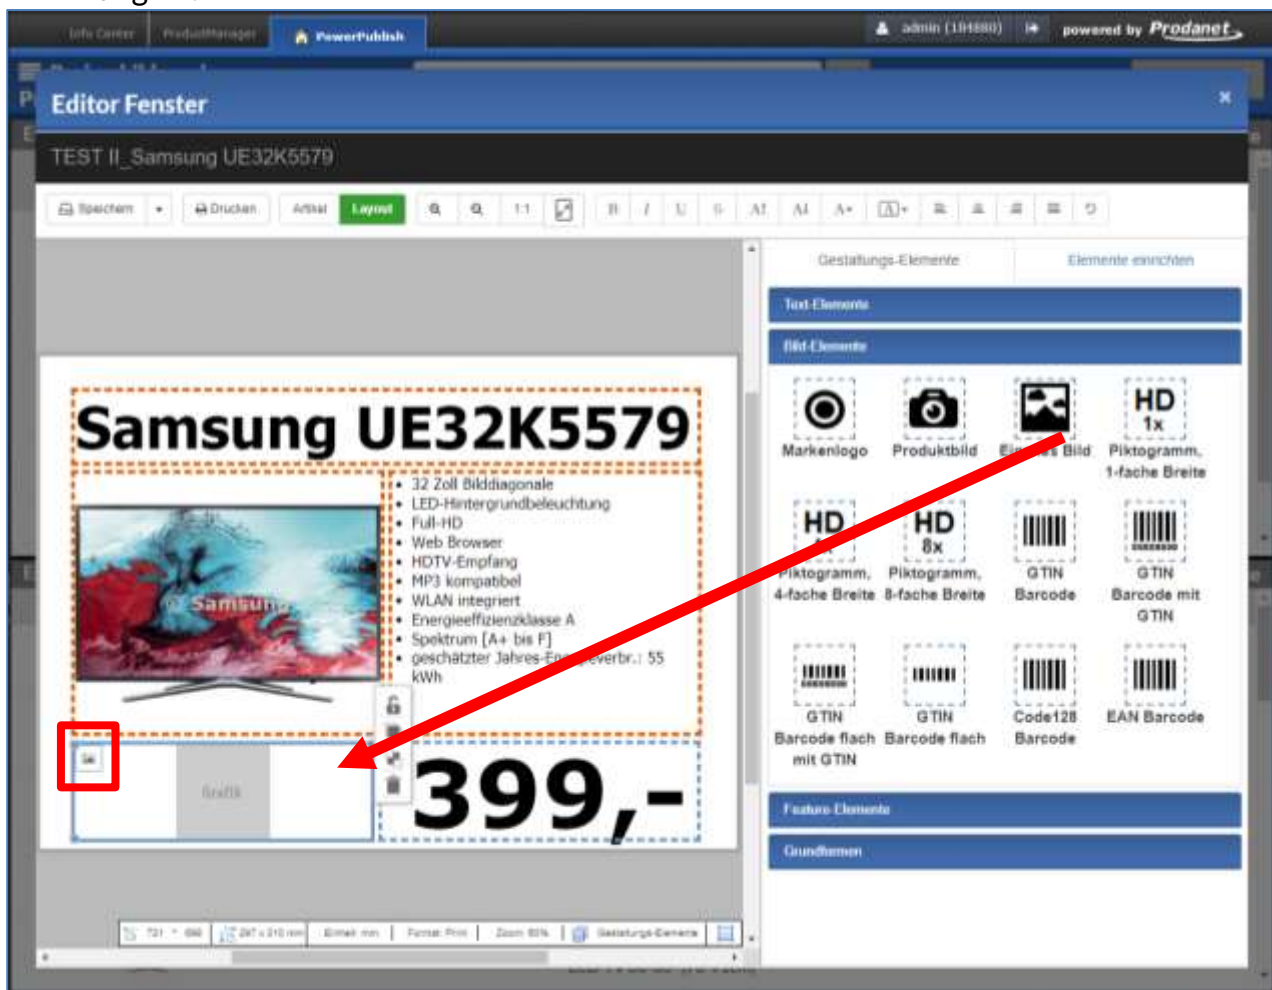 Info Center ProductManager PowerPublish admin (184880) powered by Prodanet
Editor Fenster ×
TEST II_Samsung UE32K5579
Speichern Drucken Artikel Layout 1:1 B I U S A+
Gestaltungs-Elemente Elemente einrichten
Text-Elemente
Bild-Elemente
Markenlogo Produktbild Bild Piktogramm,
1-fache Breite
HD
1x
HD
HD
8x
Piktogramm, Piktogramm, GTIN GTIN
4-fache Breite 8-fache Breite Barcode Barcode mit
GTIN
GTIN GTIN Code128 EAN Barcode
Barcode flach Barcode flach Barcode
mit GTIN
Feature-Elemente
Grundformen
Samsung UE32K5579
• 32 Zoll Bilddiagonale
• LED-Hintergrundbeleuchtung
• Full-HD
• Web Browser
• HDTV-Empfang
• MP3 kompatibel
• WLAN integriert
• Energieeffizienzklasse A
• Spektrum [A+ bis F]
• geschätzter 55
kWh
Samsung
Grafik
399,-
297 x 210 mm Einheit: mm Format: Print Zoom: Gestaltungs-Elemente